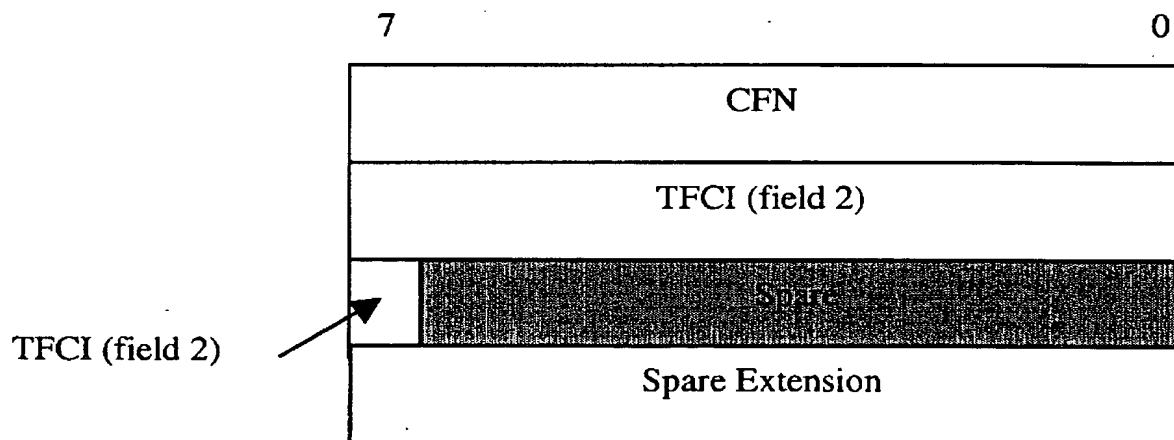 7 0
CFN
TFCI (field 2)
Spare
TFCI (field 2)
Spare Extension